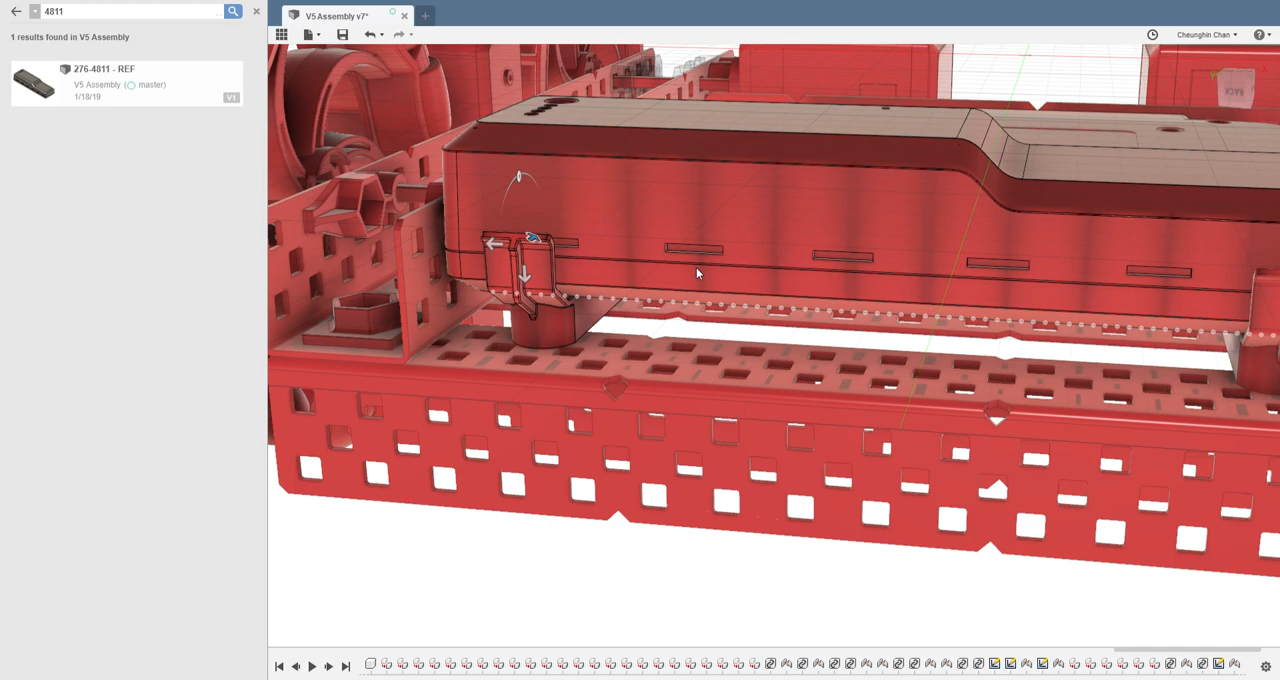 4811
1 results found in V5 Assembly
276-4811 - REF
V5 Assembly (master)
1/18/19
V1
V5 Assembly v7*
Cheunghin Chan
BACK